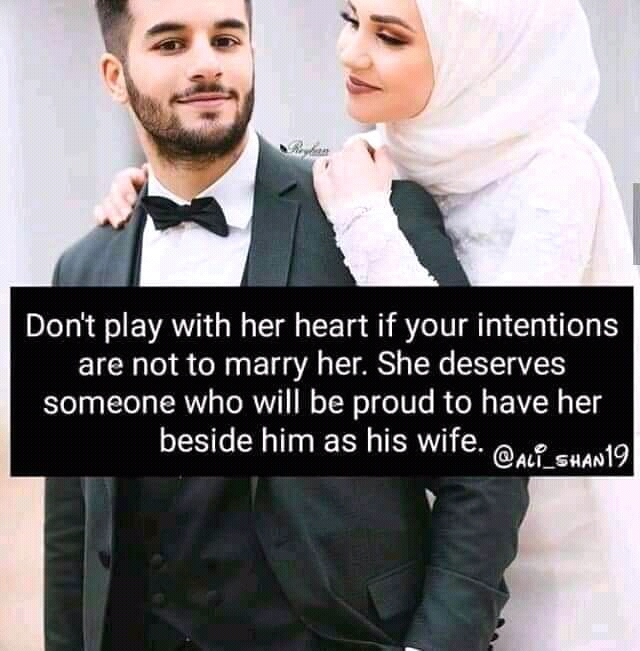 Reyhan
Don't play with her heart if your intentions
are not to marry her. She deserves
someone who will be proud to have her
beside him as his wife.
@ALI_SHAN19